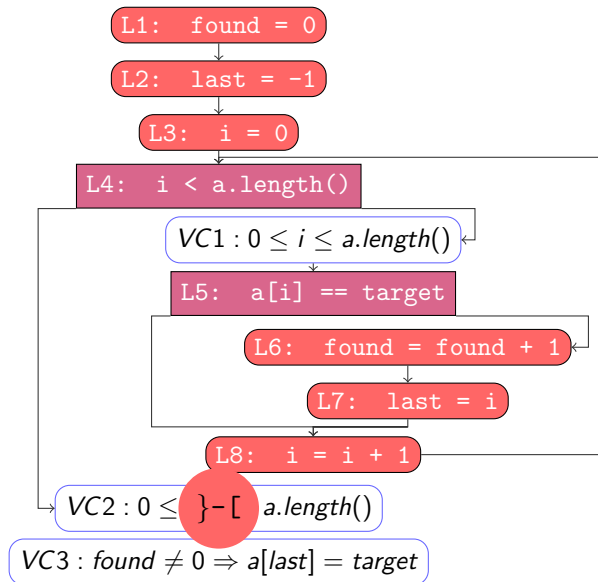 L1: found = 0
L2: last = -1
L3: i = 0
L4: i < a.length()
VC1 : 0 ≤ i ≤ a.length()
L5: a[i] == target
L6: found = found + 1
L7: last = i
L8: i = i + 1
VC2 : 0 ≤ }-[ a.length()
VC3 : found ≠ 0 ⇒ a[last] = target